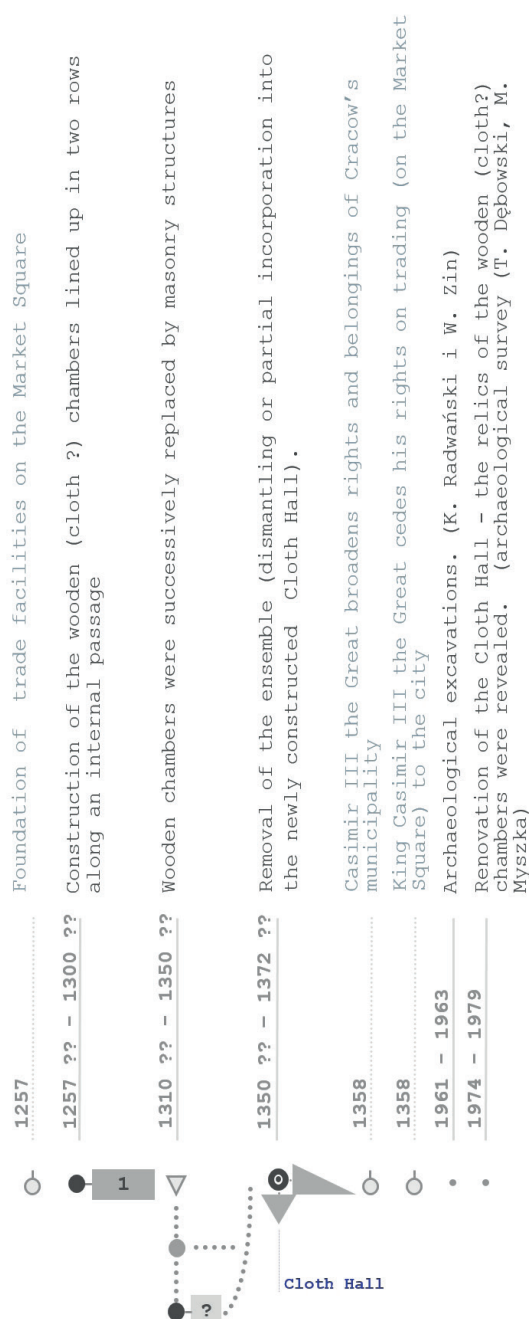 1257
Foundation of trade facilities on the Market Square
1257 ?? – 1300 ??
Construction of the wooden (cloth ?) chambers lined up in two rows
along an internal passage
1
1310 ?? – 1350 ??
Wooden chambers were successively replaced by masonry structures
?
1350 ?? – 1372 ??
Removal of the ensemble (dismantling or partial incorporation into
the newly constructed Cloth Hall).
O
Cloth Hall
1358
Casimir III the Great broadens rights and belongings of Cracow's
municipality
1358
King Casimir III the Great cedes his rights on trading (on the Market
Square) to the city
1961 – 1963
Archaeological excavations. (K. Radwański i W. Zin)
1974 – 1979
Renovation of the Cloth Hall – the relics of the wooden (cloth?)
chambers were revealed. (archaeological survey (T. Dębowski, M.
Myszka)